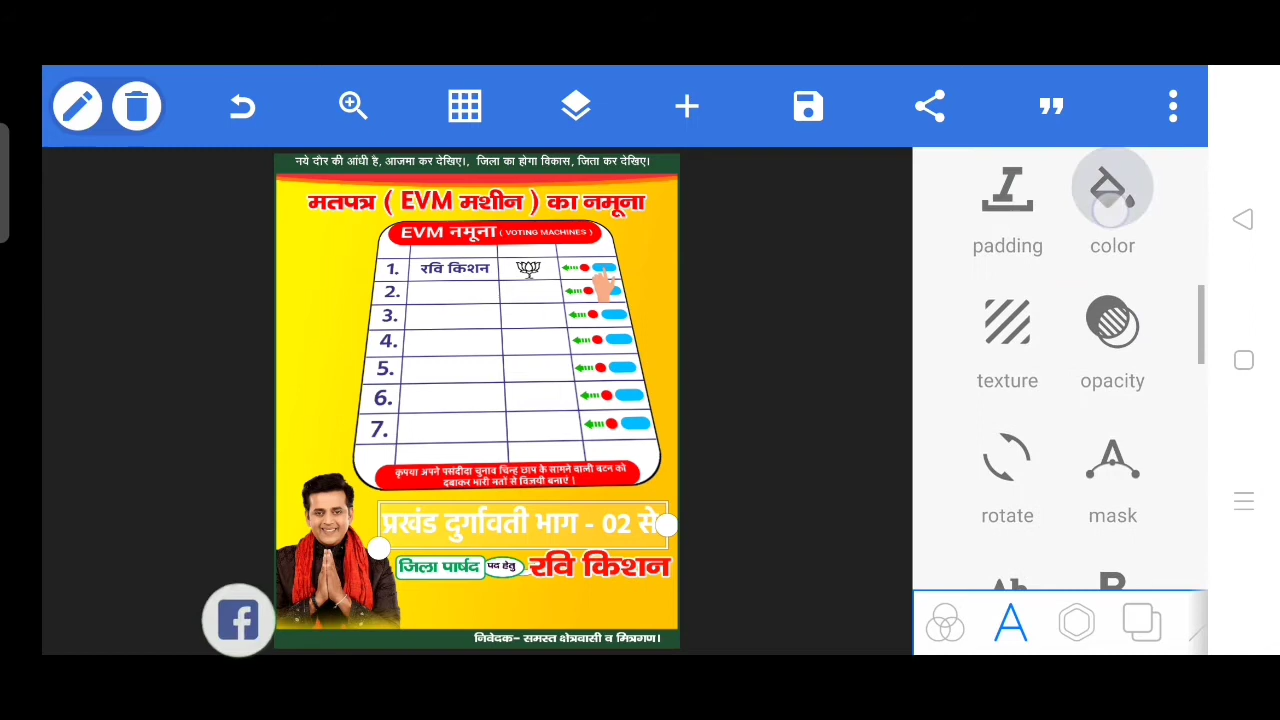 नये दौर की आंधी है, आजमा कर देखिए।, जिला का होगा विकास, जिता कर देखिए।
मतपत्र ( EVM मशीन ) का नमूना
EVM नमूना ( VOTING MACHINES )
1. रवि किशन
2.
3.
4.
5.
6.
7.
कृपया अपने पसंदीदा चुनाव चिन्ह छाप के सामने वाली बटन को
दबाकर भारी मतों से विजयी बनाएं !
प्रखंड दुर्गावती भाग - 02 से
जिला पार्षद पद हेतु रवि किशन
निवेदक- समस्त क्षेत्रवासी व मित्रगण।
padding
color
texture
opacity
rotate
mask